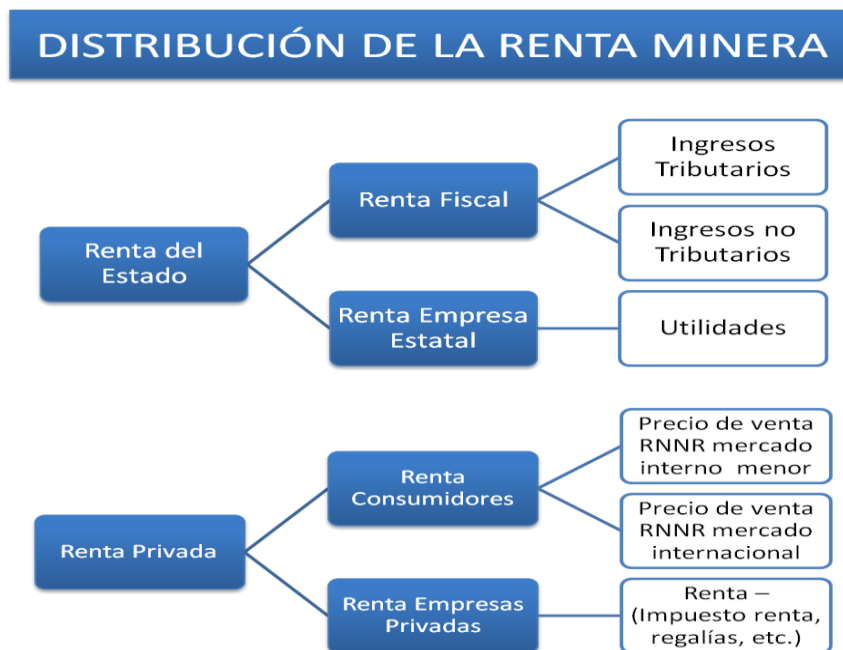 DISTRIBUCIÓN DE LA RENTA MINERA
Renta del
Estado
Renta Fiscal
Ingresos
Tributarios
Ingresos no
Tributarios
Renta Empresa
Estatal
Utilidades
Renta Privada
Renta
Consumidores
Precio de venta
RNNR mercado
interno menor
Precio de venta
RNNR mercado
internacional
Renta Empresas
Privadas
Renta –
(Impuesto renta,
regalías, etc.)